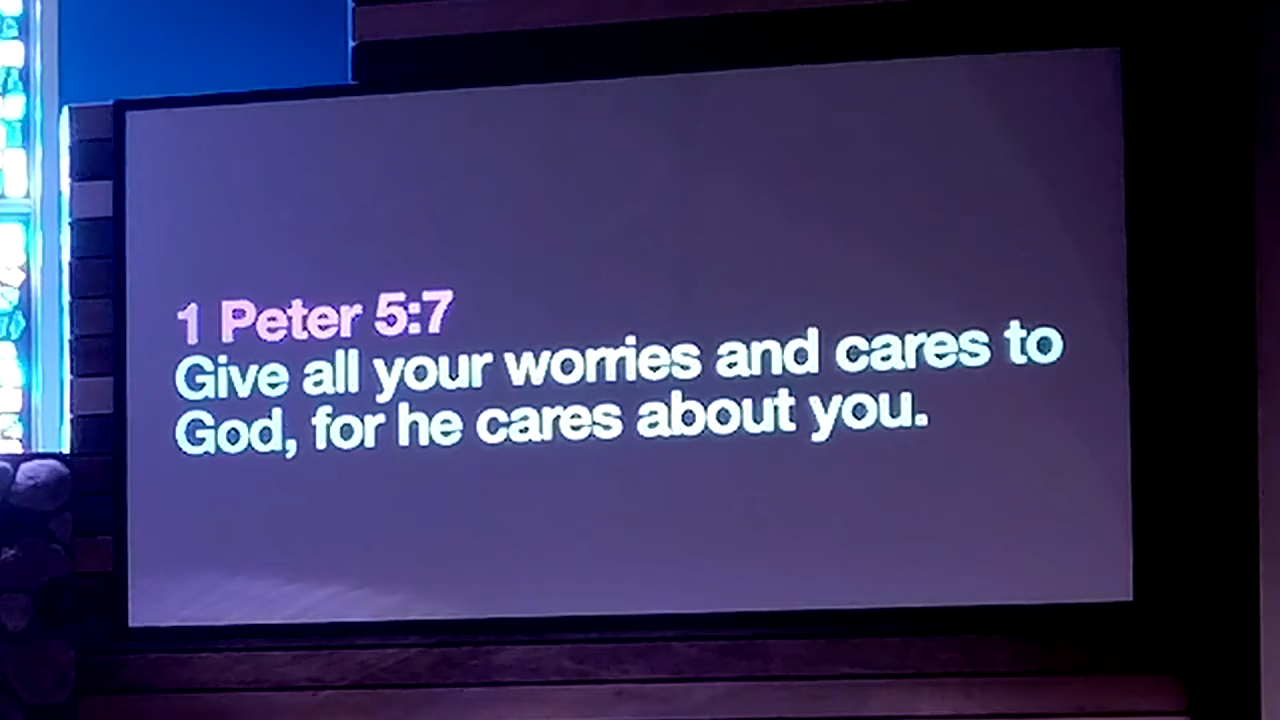 1 Peter 5:7
Give all your worries and cares to
God, for he cares about you.